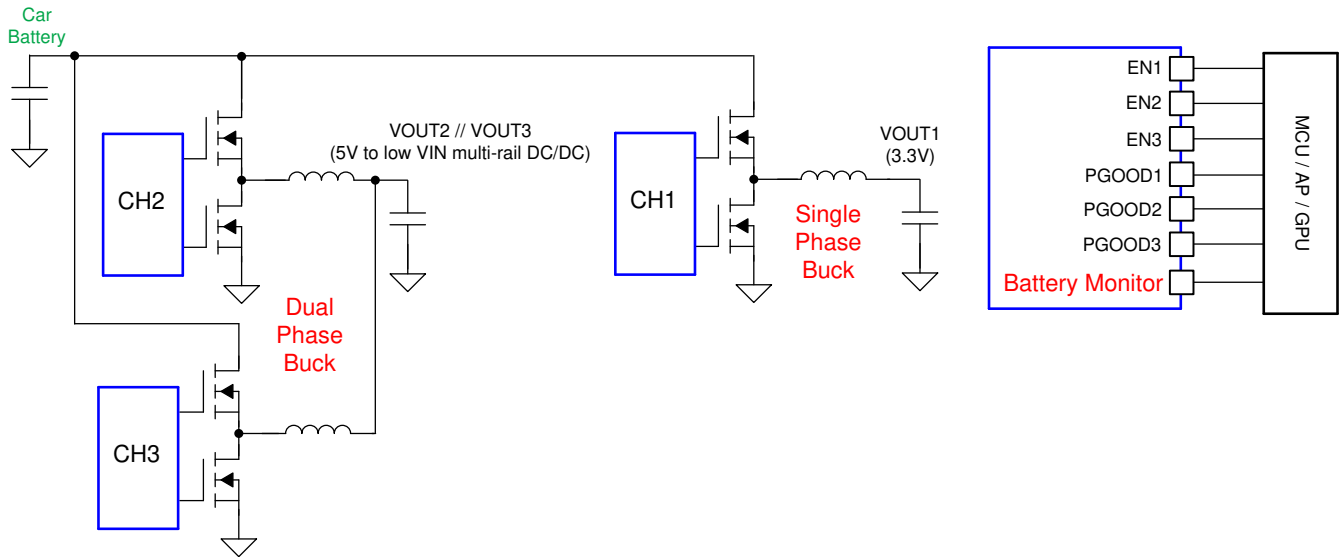 Car
Battery
CH2
VOUT2 // VOUT3
(5V to low VIN multi-rail DC/DC)
Dual
Phase
Buck
CH3
CH1
VOUT1
(3.3V)
Single
Phase
Buck
EN1
EN2
EN3
PGOOD1
PGOOD2
PGOOD3
Battery Monitor
MCU / AP / GPU